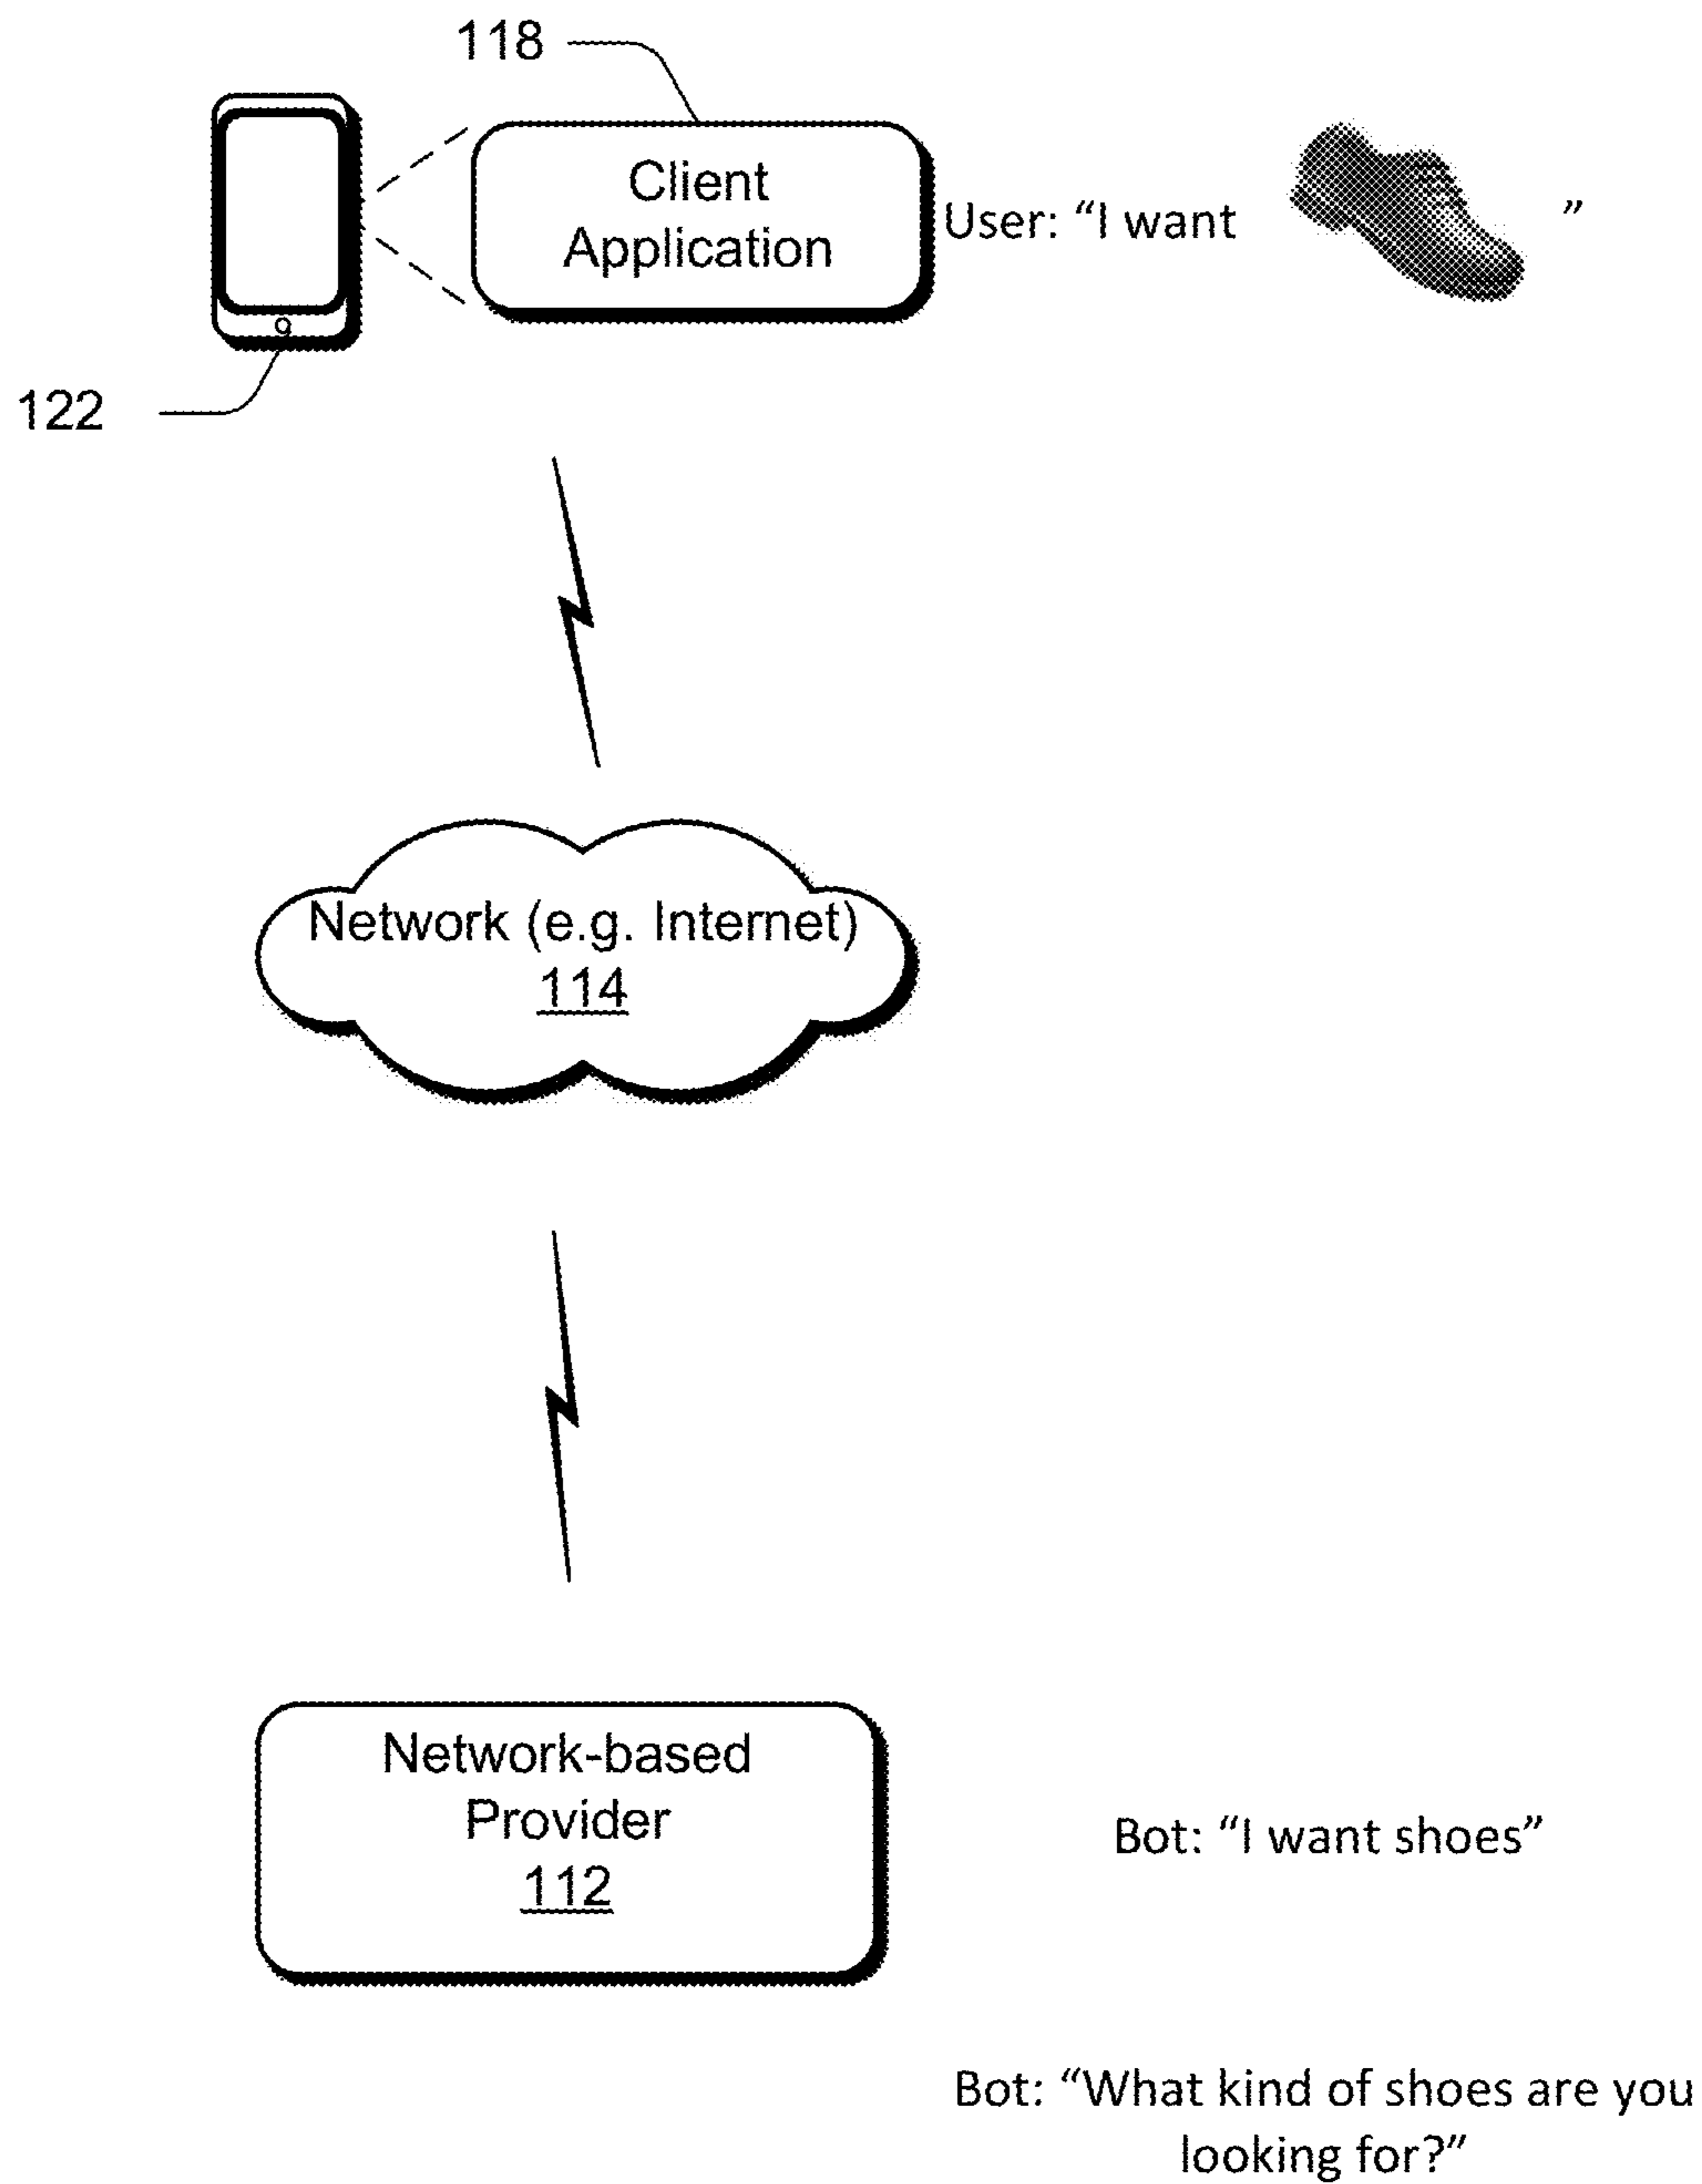 118
Client
Application
User: “I want ”
122
Network (e.g. Internet)
114
Network-based
Provider
112
Bot: “I want shoes”
Bot: “What kind of shoes are you
looking for?”